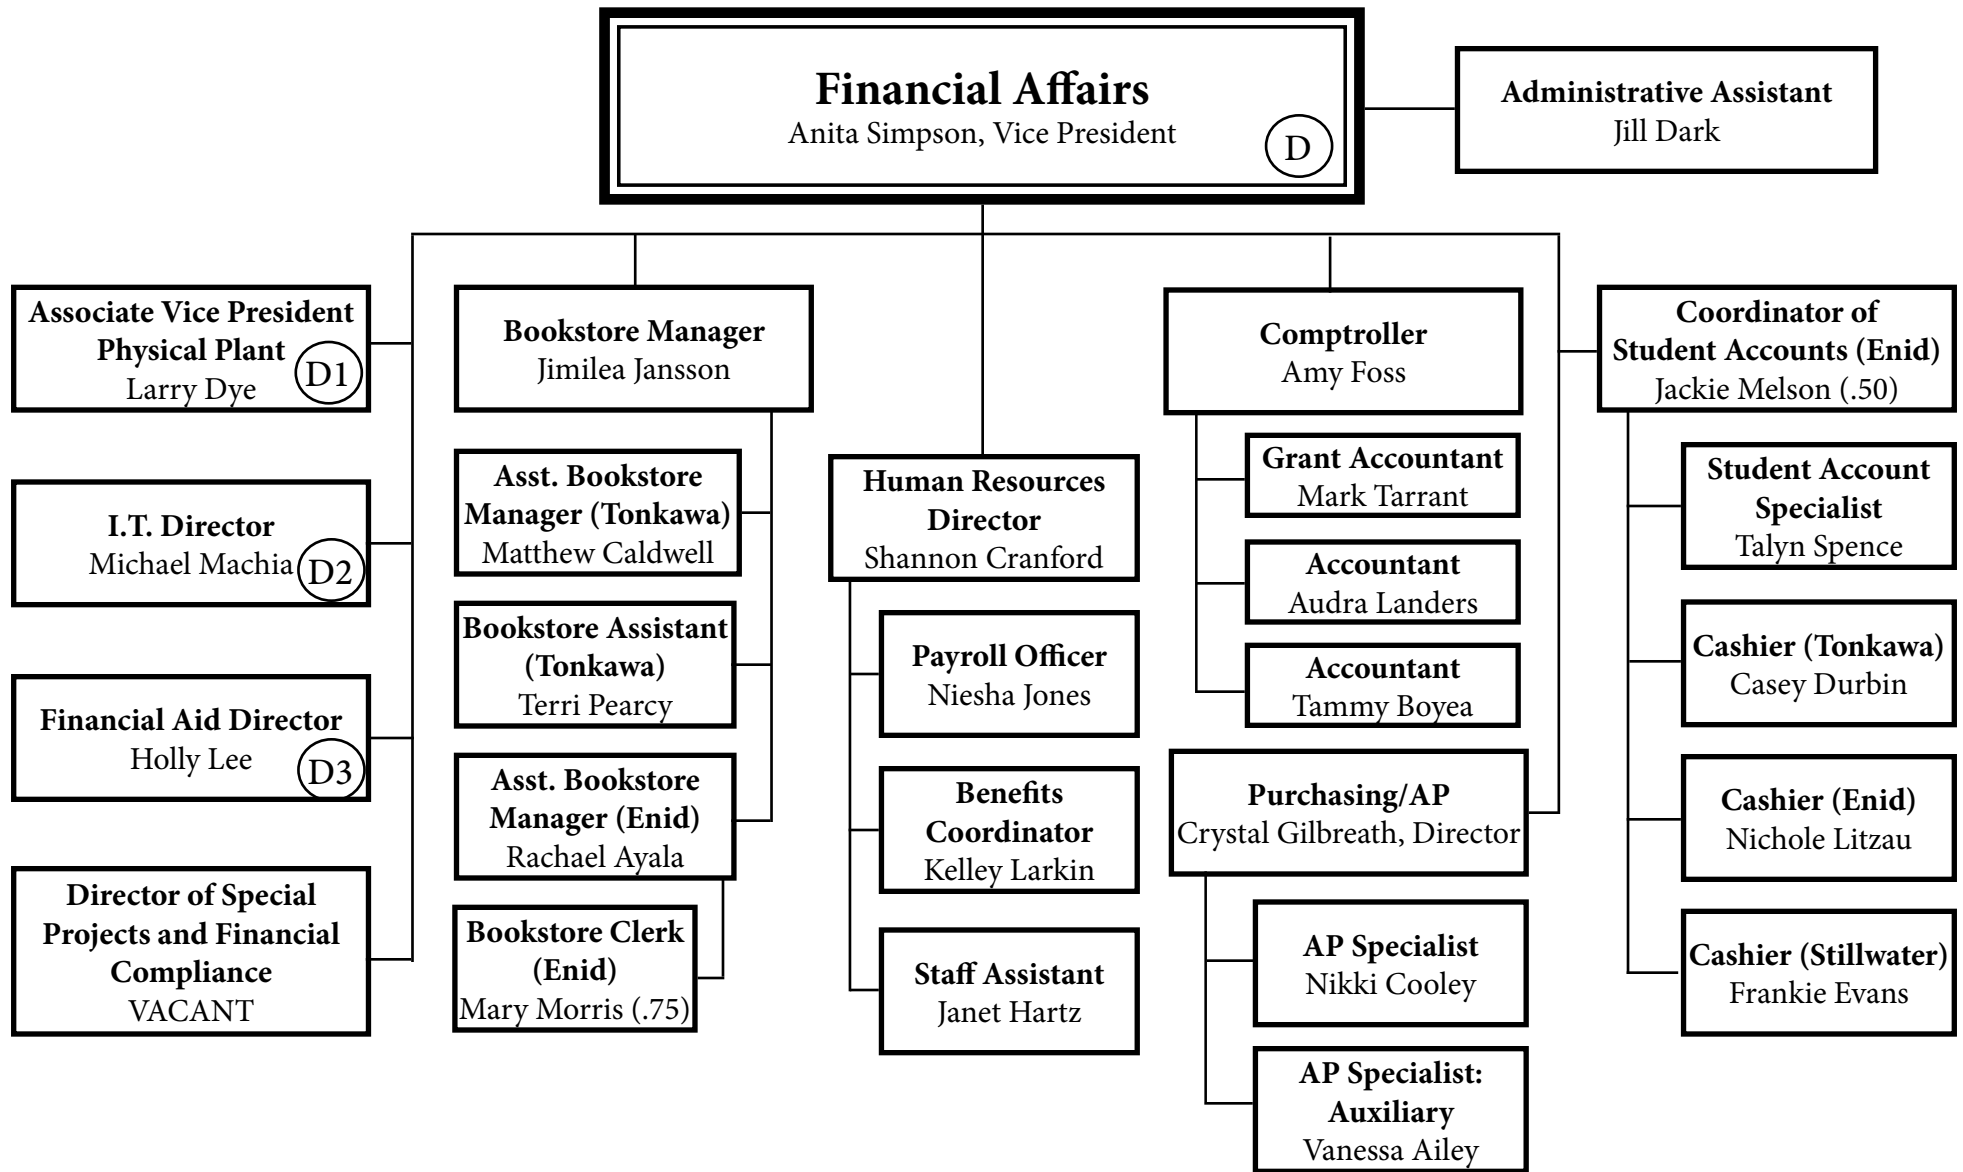 Financial Affairs
Anita Simpson, Vice President
D
Administrative Assistant
Jill Dark
Associate Vice President
Physical Plant
Larry Dye
D1
I.T. Director
Michael Machia
D2
Financial Aid Director
Holly Lee
D3
Director of Special
Projects and Financial
Compliance
VACANT
Bookstore Manager
Jimilea Jansson
Asst. Bookstore
Manager (Tonkawa)
Matthew Caldwell
Bookstore Assistant
(Tonkawa)
Terri Pearcy
Asst. Bookstore
Manager (Enid)
Rachael Ayala
Bookstore Clerk
(Enid)
Mary Morris (.75)
Human Resources
Director
Shannon Cranford
Payroll Officer
Niesha Jones
Benefits
Coordinator
Kelley Larkin
Staff Assistant
Janet Hartz
Comptroller
Amy Foss
Grant Accountant
Mark Tarrant
Accountant
Audra Landers
Accountant
Tammy Boyea
Purchasing/AP
Crystal Gilbreath, Director
AP Specialist
Nikki Cooley
AP Specialist:
Auxiliary
Vanessa Ailey
Coordinator of
Student Accounts (Enid)
Jackie Melson (.50)
Student Account
Specialist
Talyn Spence
Cashier (Tonkawa)
Casey Durbin
Cashier (Enid)
Nichole Litzau
Cashier (Stillwater)
Frankie Evans